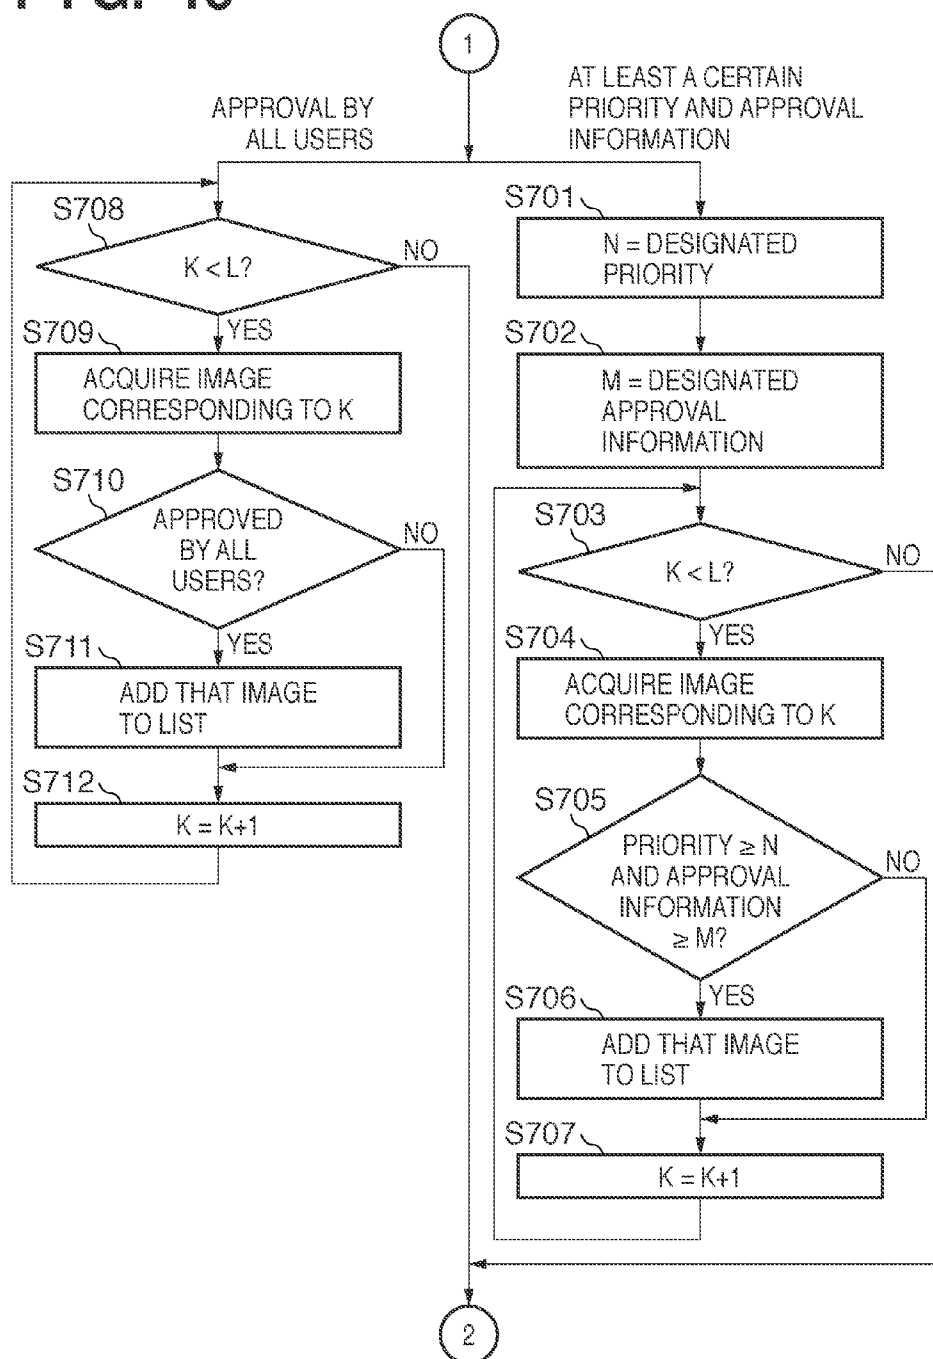 1
APPROVAL BY
ALL USERS
AT LEAST A CERTAIN
PRIORITY AND APPROVAL
INFORMATION
S708
K < L?
NO
YES
S709
ACQUIRE IMAGE
CORRESPONDING TO K
S710
APPROVED
BY ALL
USERS?
NO
YES
S711
ADD THAT IMAGE
TO LIST
S712
K = K+1
S701
N = DESIGNATED
PRIORITY
S702
M = DESIGNATED
APPROVAL
INFORMATION
S703
K < L?
NO
YES
S704
ACQUIRE IMAGE
CORRESPONDING TO K
S705
PRIORITY ≥ N
AND APPROVAL
INFORMATION
≥ M?
NO
YES
S706
ADD THAT IMAGE
TO LIST
S707
K = K+1
2